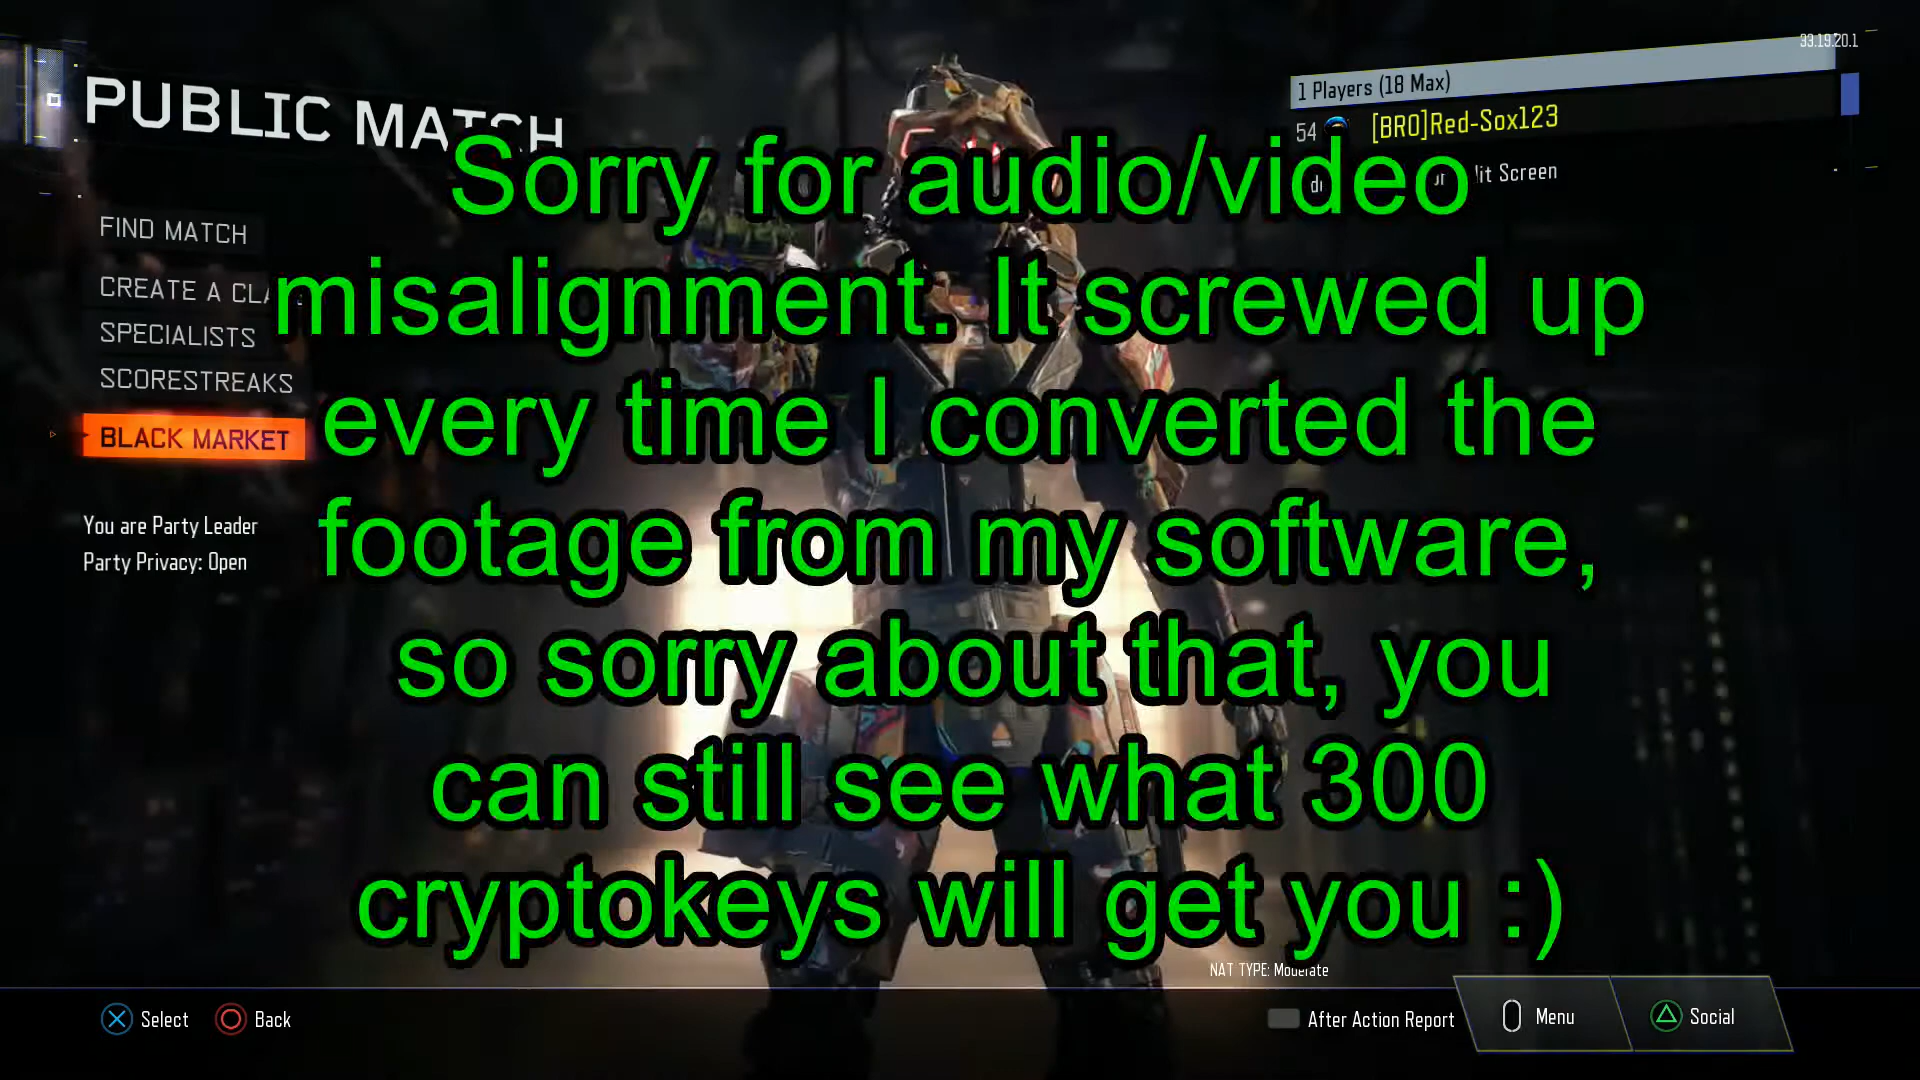 33.19.20.1
PUBLIC MATCH
1 Players (18 Max)
54 [BRO]Red-Sox123
Screen
FIND MATCH
CREATE A
SPECIALISTS
SCORESTREAKS
BLACK MARKET
You are Party Leader
Party Privacy: Open
Sorry for audio/video
misalignment. It screwed up
every time I converted the
footage from my software,
so sorry about that, you
can still see what 300
cryptokeys will get you :)
NAT TYPE: Moderate
Select
Back
After Action Report
Menu
Social